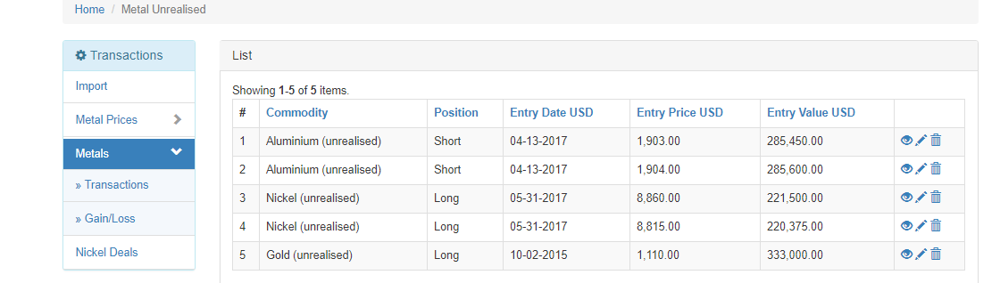 Home / Metal Unrealised
Transactions
Import
Metal Prices
Metals
» Transactions
» Gain/Loss
Nickel Deals
List
Showing 1-5 of 5 items.
# Commodity Position Entry Date USD Entry Price USD Entry Value USD
1 Aluminium (unrealised) Short 04-13-2017 1,903.00 285,450.00
2 Aluminium (unrealised) Short 04-13-2017 1,904.00 285,600.00
3 Nickel (unrealised) Long 05-31-2017 8,860.00 221,500.00
4 Nickel (unrealised) Long 05-31-2017 8,815.00 220,375.00
5 Gold (unrealised) Long 10-02-2015 1,110.00 333,000.00